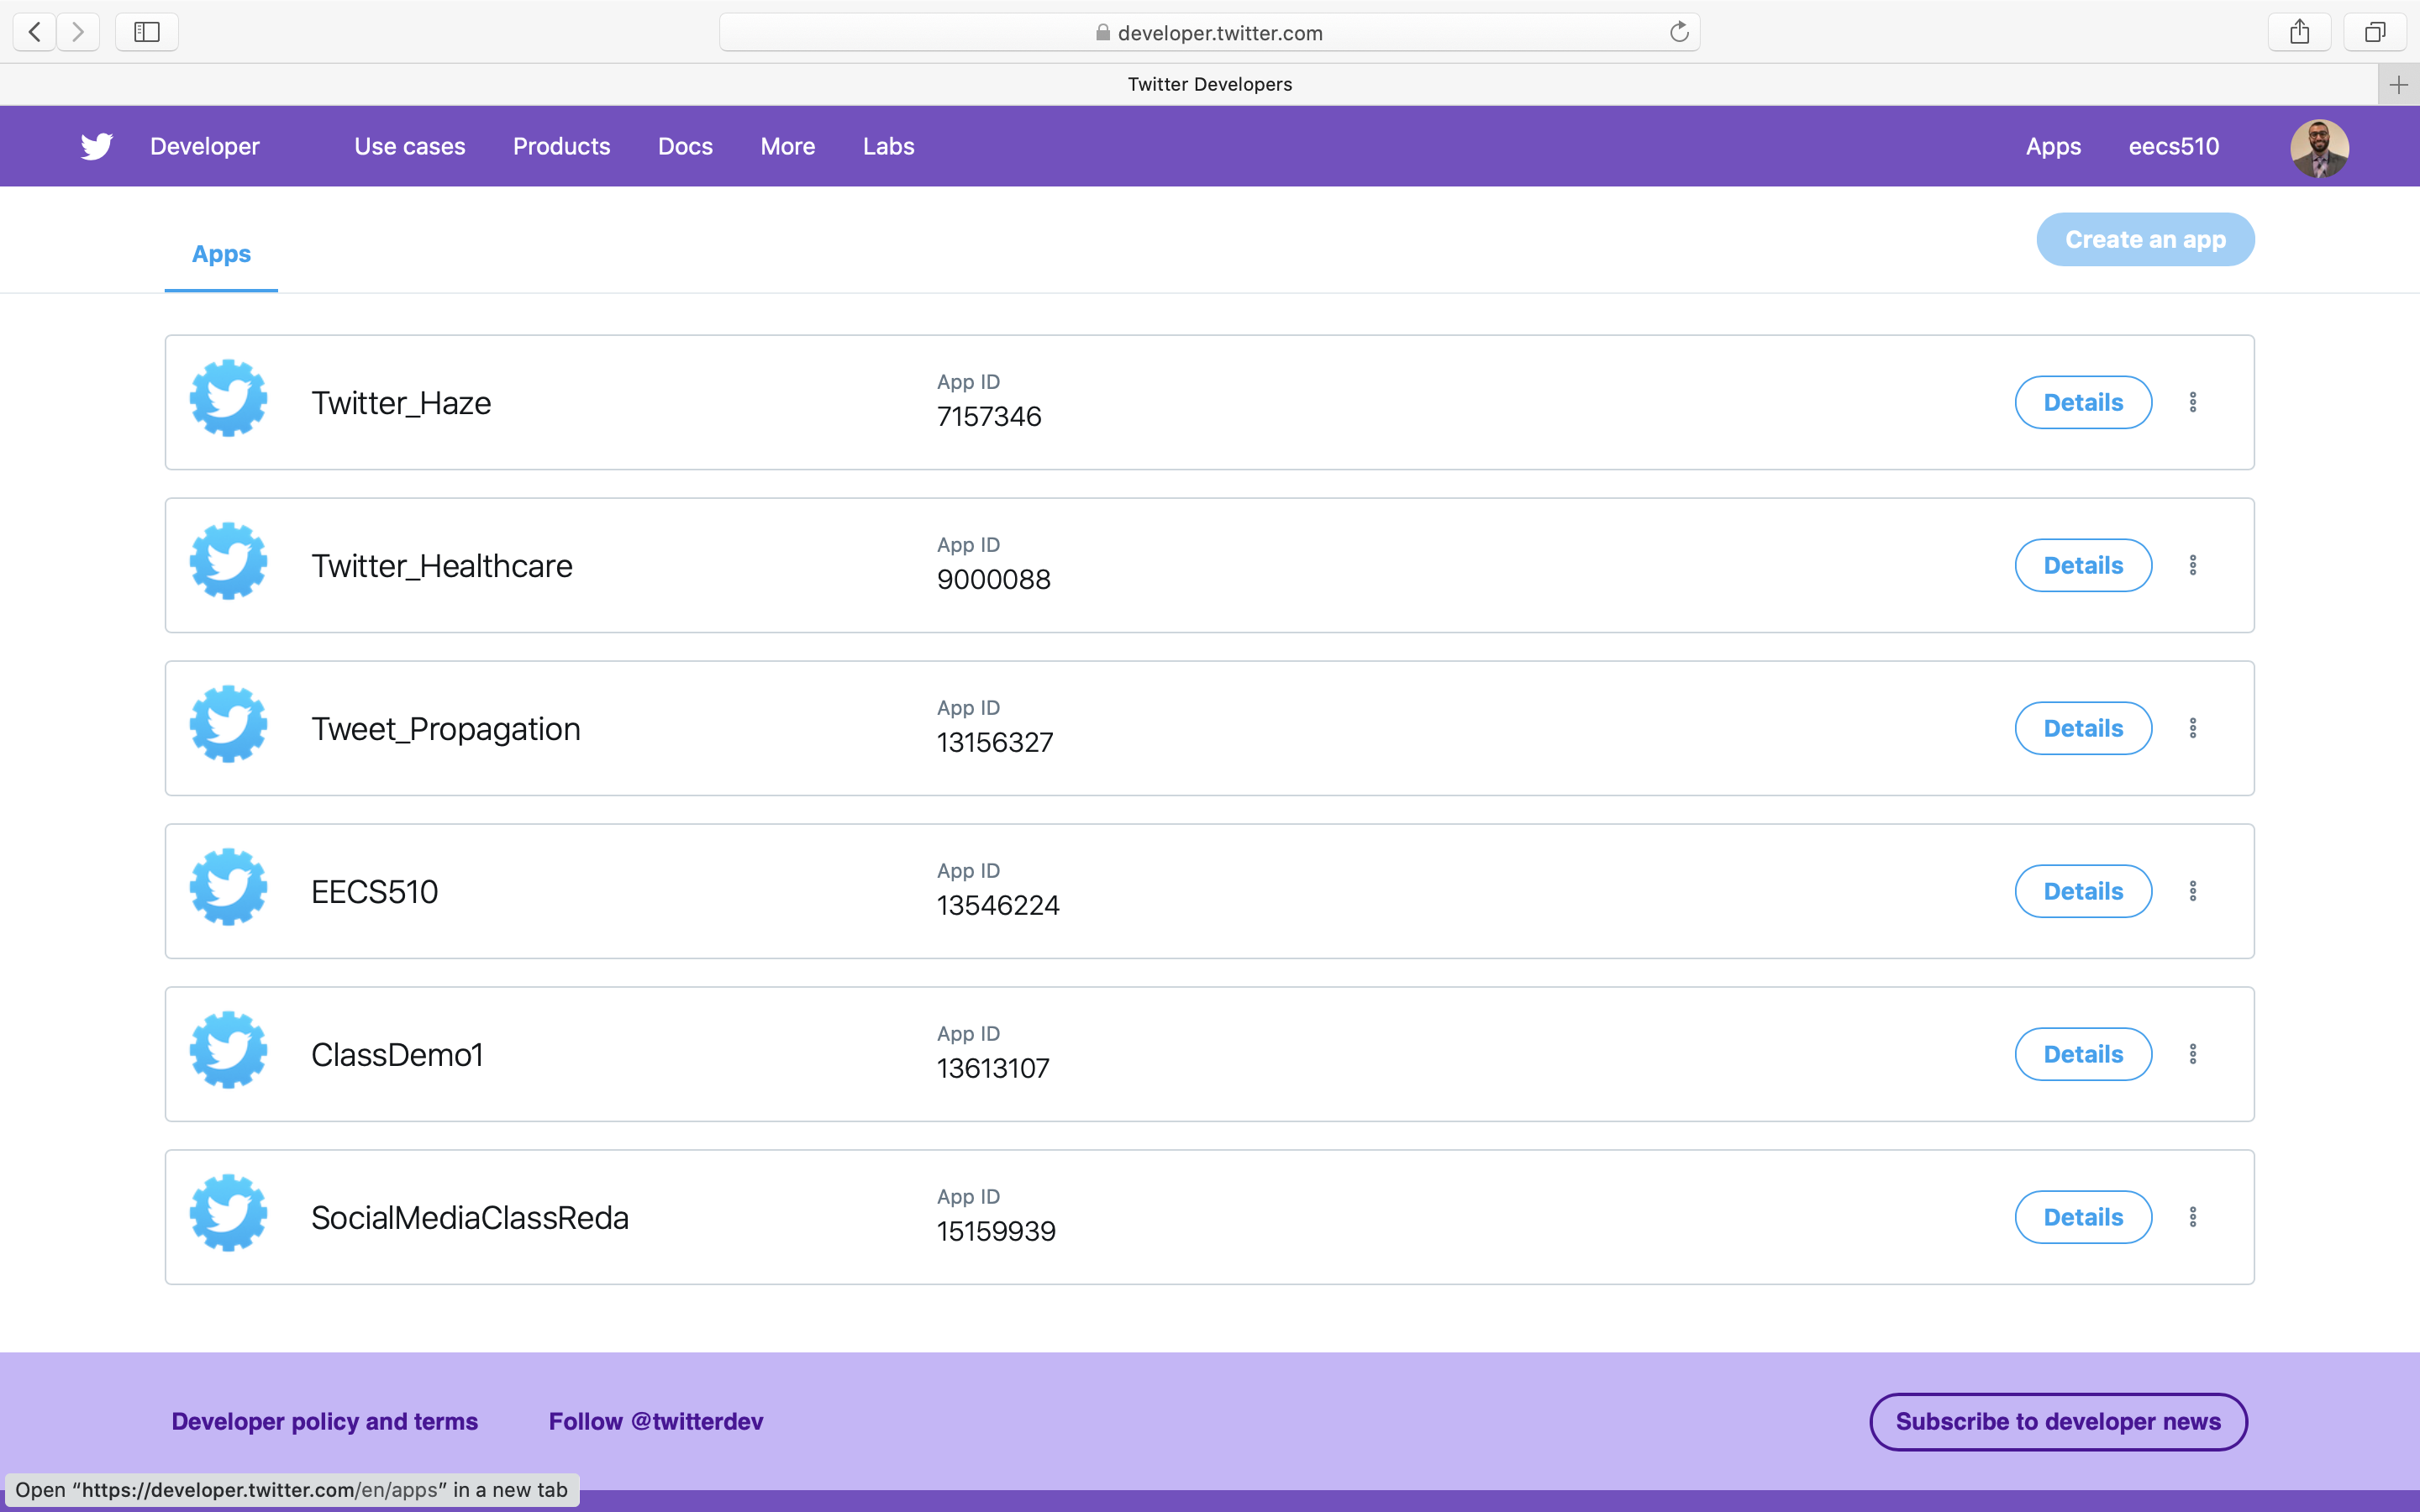 developer.twitter.com
Twitter Developers
Developer Use cases Products Docs More Labs Apps eecs510
Apps Create an app
App ID
Twitter_Haze 7157346 Details
App ID
Twitter_Healthcare 9000088 Details
App ID
Tweet_Propagation 13156327 Details
App ID
EECS510 13546224 Details
App ID
ClassDemo1 13613107 Details
App ID
SocialMediaClassReda 15159939 Details
Developer policy and terms Follow @twitterdev Subscribe to developer news
Open “https://developer.twitter.com/en/apps” in a new tab